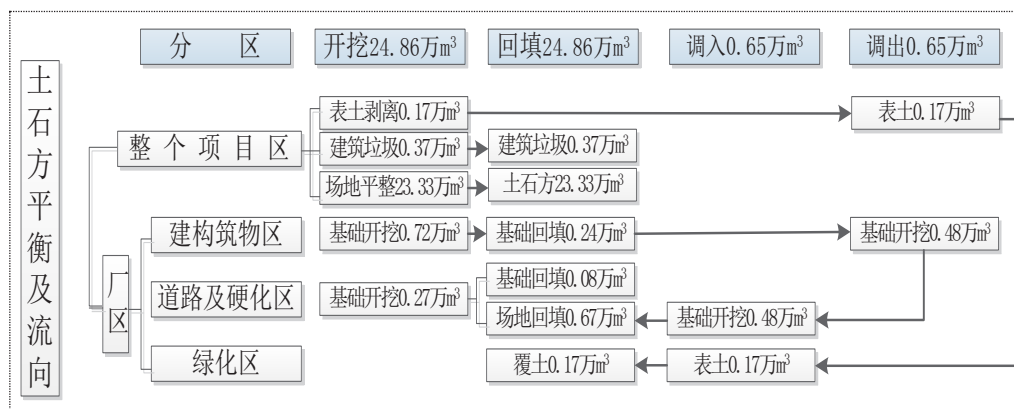 土石方平衡及流向
分 区 开挖24.86万m³ 回填24.86万m³ 调入0.65万m³ 调出0.65万m³
表土剥离0.17万m³ 表土0.17万m³
整个项目区 建筑垃圾0.37万m³ 建筑垃圾0.37万m³
场地平整23.33万m³ 土石方23.33万m³
厂区
建构筑物区 基础开挖0.72万m³ 基础回填0.24万m³ 基础开挖0.48万m³
道路及硬化区 基础开挖0.27万m³ 基础回填0.08万m³
场地回填0.67万m³ 基础开挖0.48万m³
绿化区 覆土0.17万m³ 表土0.17万m³